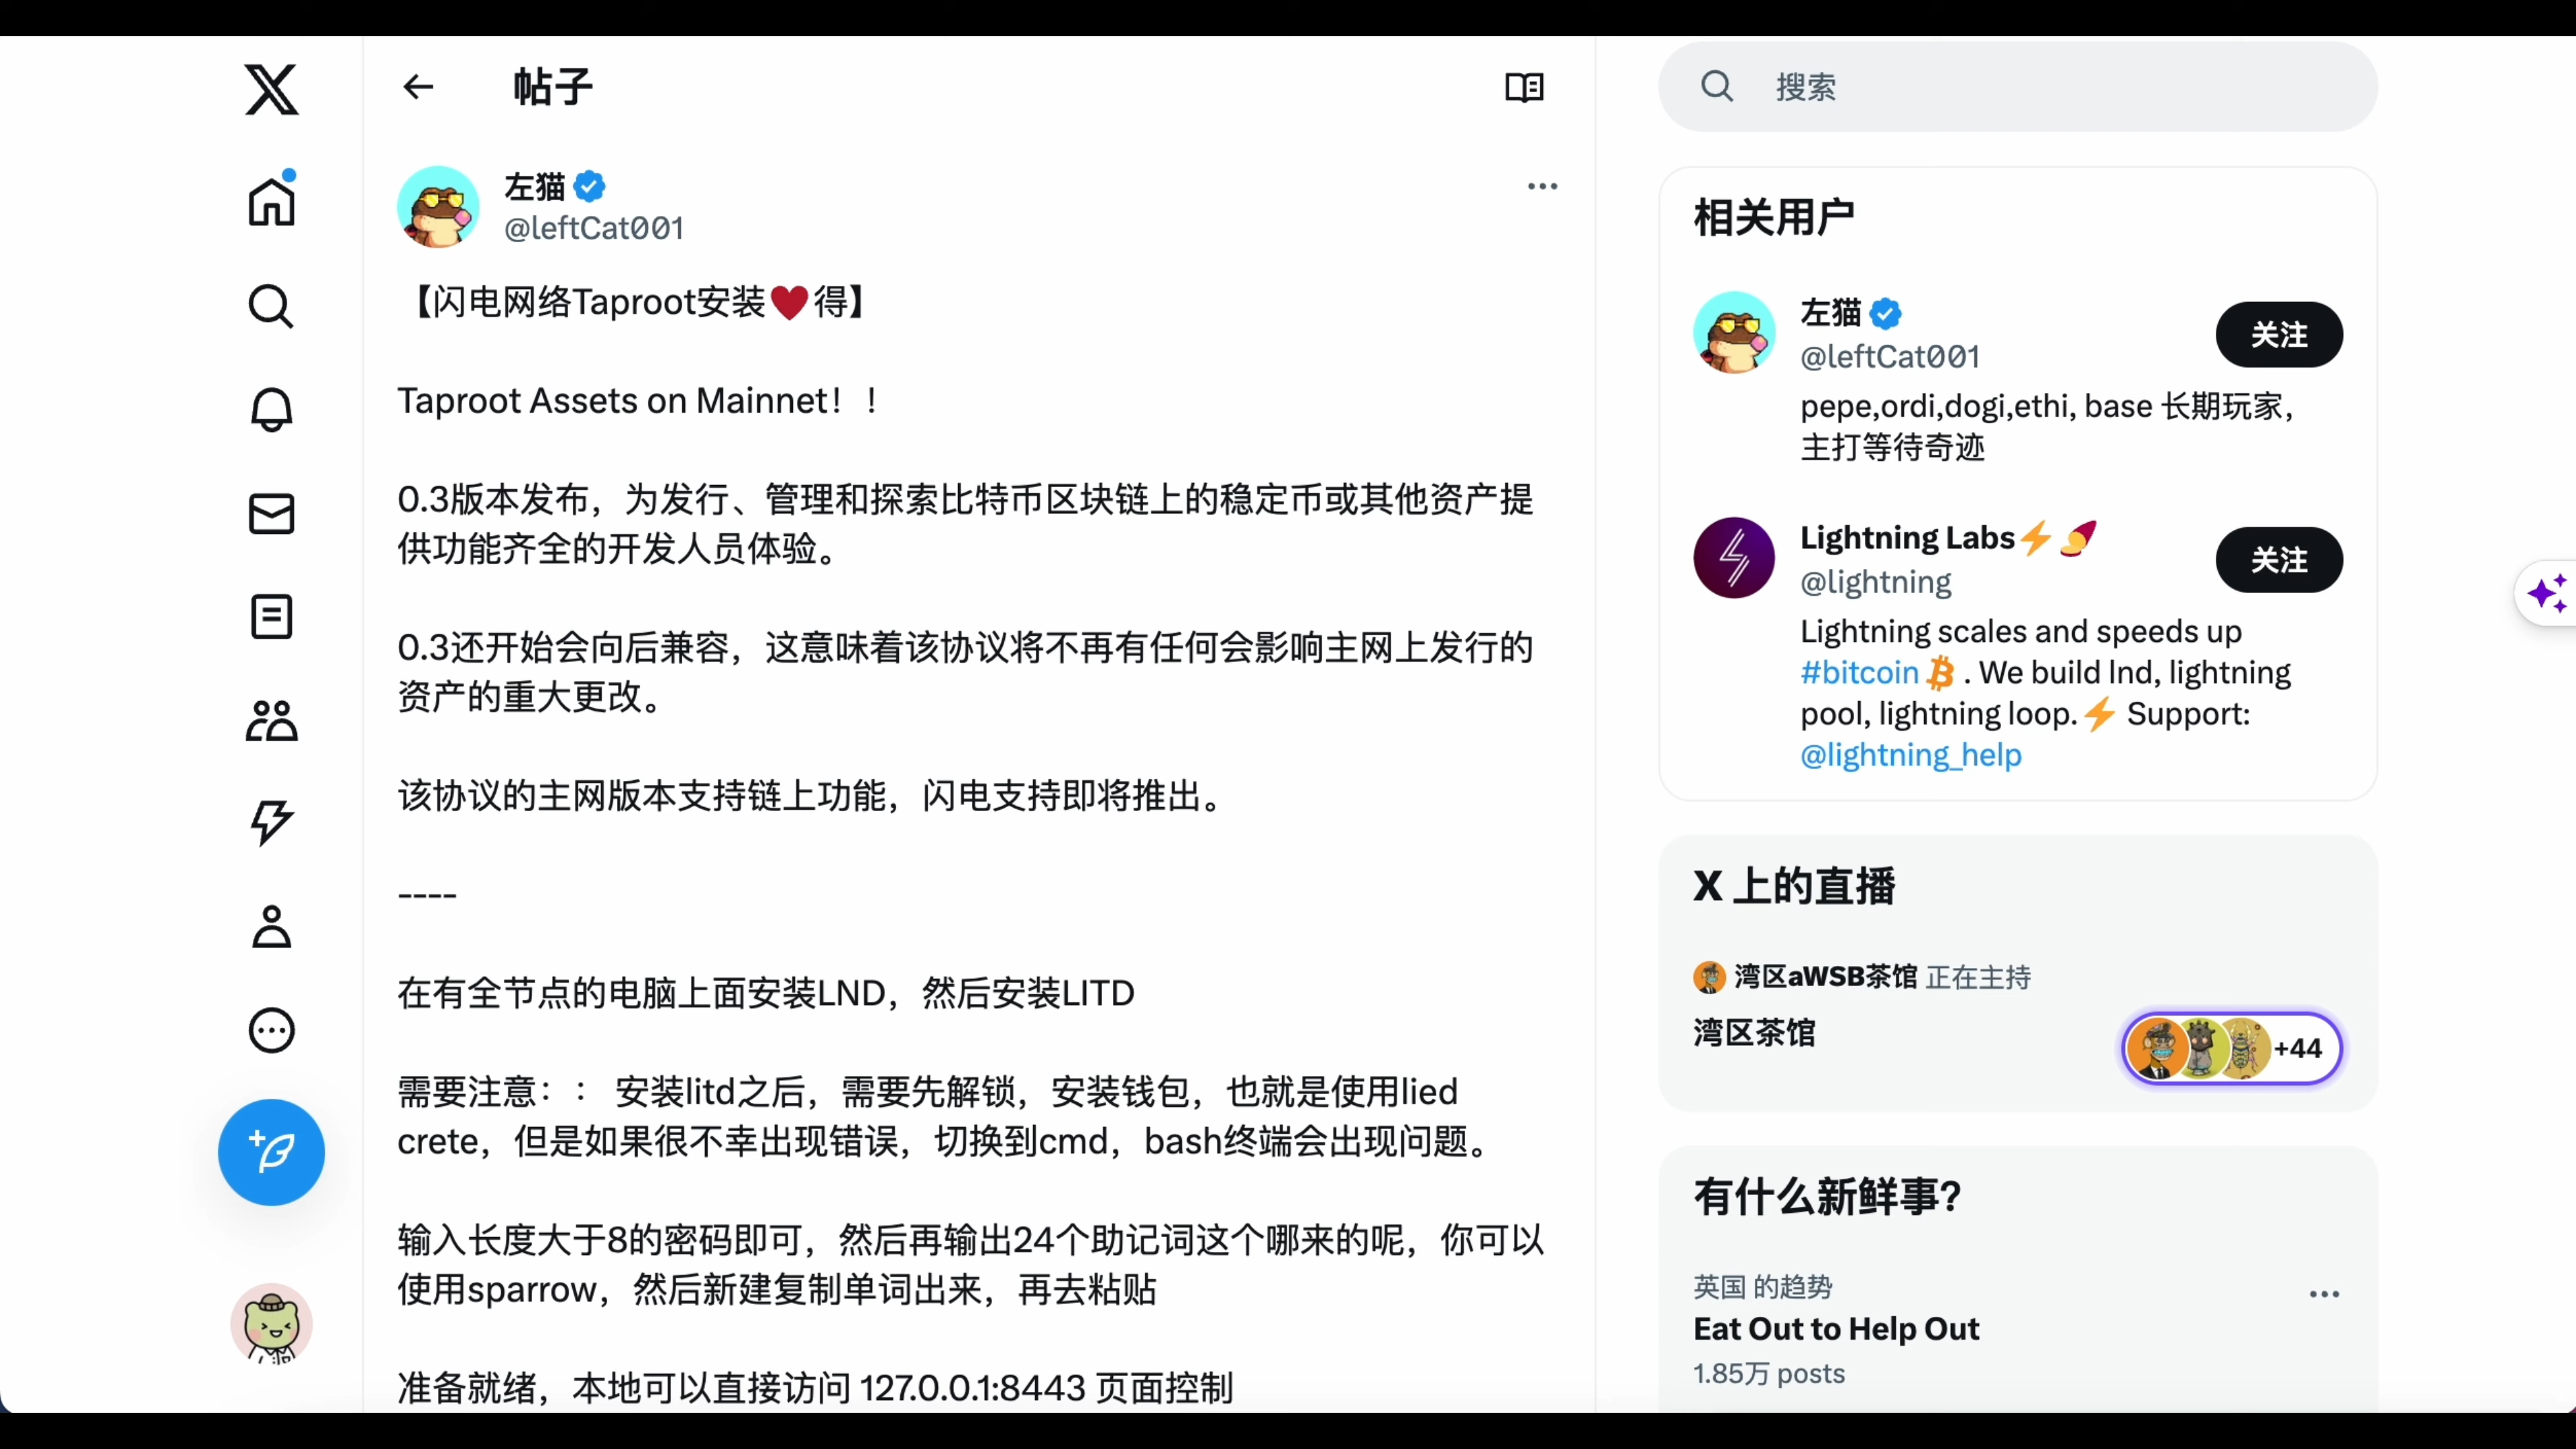 帖子
左猫
@leftCat001
【闪电网络Taproot安装❤️得】
Taproot Assets on Mainnet！！
0.3版本发布，为发行、管理和探索比特币区块链上的稳定币或其他资产提
供功能齐全的开发人员体验。
0.3还开始会向后兼容，这意味着该协议将不再有任何会影响主网上发行的
资产的重大更改。
该协议的主网版本支持链上功能，闪电支持即将推出。
----
在有全节点的电脑上面安装LND，然后安装LITD
需要注意：： 安装litd之后，需要先解锁，安装钱包，也就是使用lied
crete，但是如果很不幸出现错误，切换到cmd，bash终端会出现问题。
输入长度大于8的密码即可，然后再输出24个助记词这个哪来的呢，你可以
使用sparrow，然后新建复制单词出来，再去粘贴
准备就绪，本地可以直接访问 127.0.0.1:8443 页面控制
搜索
相关用户
左猫
@leftCat001
关注
pepe,ordi,dogi,ethi, base 长期玩家，
主打等待奇迹
Lightning Labs⚡🍠
@lightning
关注
Lightning scales and speeds up
#bitcoin . We build lnd, lightning
pool, lightning loop.⚡ Support:
@lightning_help
X 上的直播
湾区aWSB茶馆 正在主持
湾区茶馆
+44
有什么新鲜事?
英国 的趋势
Eat Out to Help Out
1.85万 posts